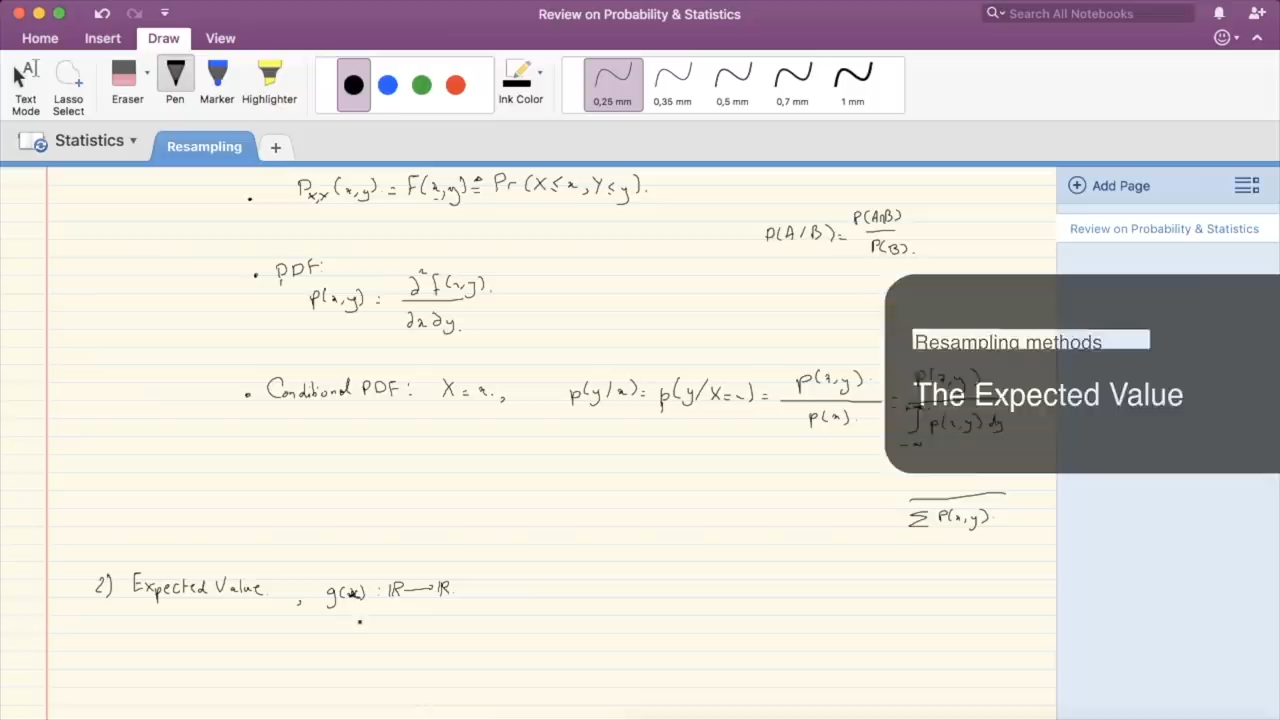 Review on Probability & Statistics
Search All Notebooks
Home Insert Draw View
Text Mode
Lasso Select
Eraser
Pen
Marker
Highlighter
Ink Color
0,25 mm
0,35 mm
0,5 mm
0,7 mm
1 mm
Statistics
Resampling
+
Add Page
Review on Probability & Statistics
P_{X,Y}(x,y) = F(x,y) ≜ Pr(X ≤ x, Y ≤ y).
P(A/B) = P(A∩B) / P(B).
• PDF:
p(x,y) = ∂² F(x,y). / ∂x ∂y.
• Conditional PDF: X = x., p(y/x) = p(y/X=x) = p(x,y). / p(x). = p(x,y) / ∫_{-∞} p(x,y) dy
Σ P(x,y).
Resampling methods
The Expected Value
2) Expected Value. , g(x) : ℝ → ℝ.